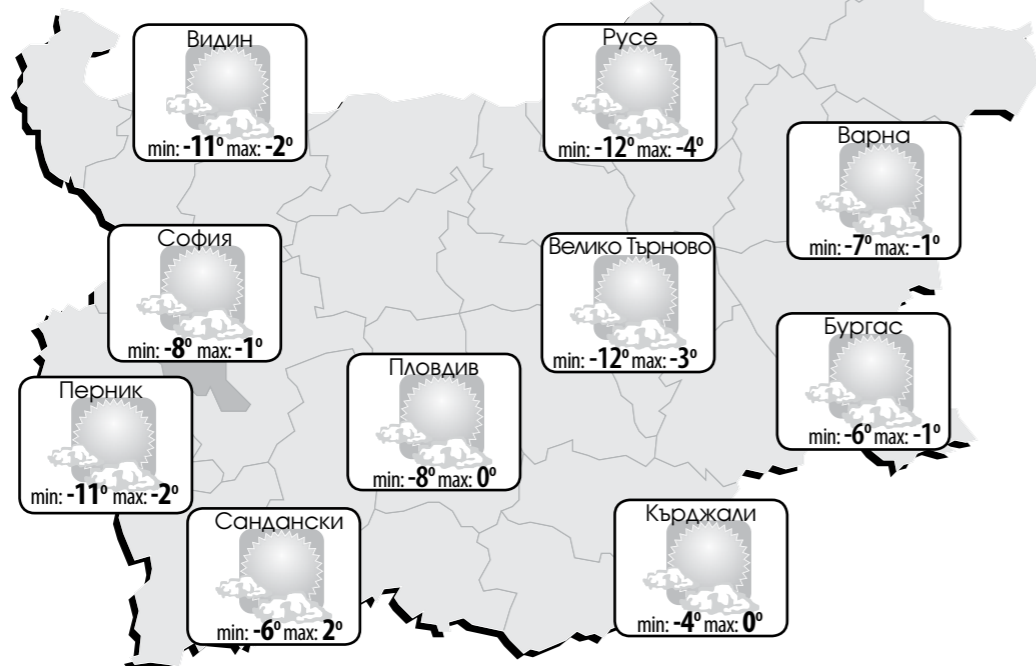 Видин
min: -11° max: -2°
Русе
min: -12° max: -4°
Варна
min: -7° max: -1°
София
min: -8° max: -1°
Велико Търново
min: -12° max: -3°
Бургас
min: -6° max: -1°
Пловдив
min: -8° max: 0°
Перник
min: -11° max: -2°
Сандански
min: -6° max: 2°
Кърджали
min: -4° max: 0°